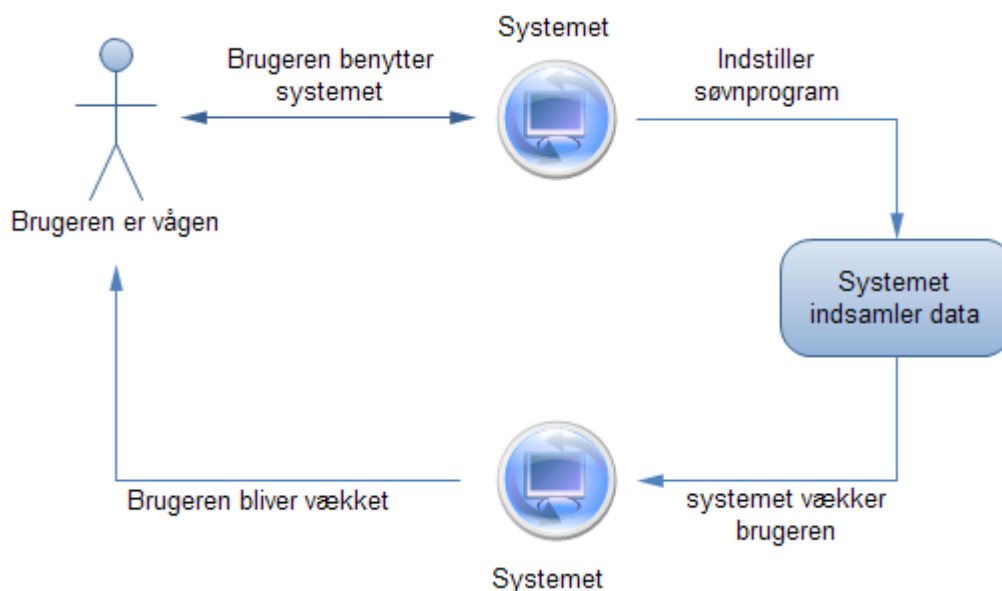 Systemet
Brugeren benytter
systemet
Indstiller
søvnprogram
Brugeren er vågen
Systemet
indsamler data
Brugeren bliver vækket
systemet vækker
brugeren
Systemet